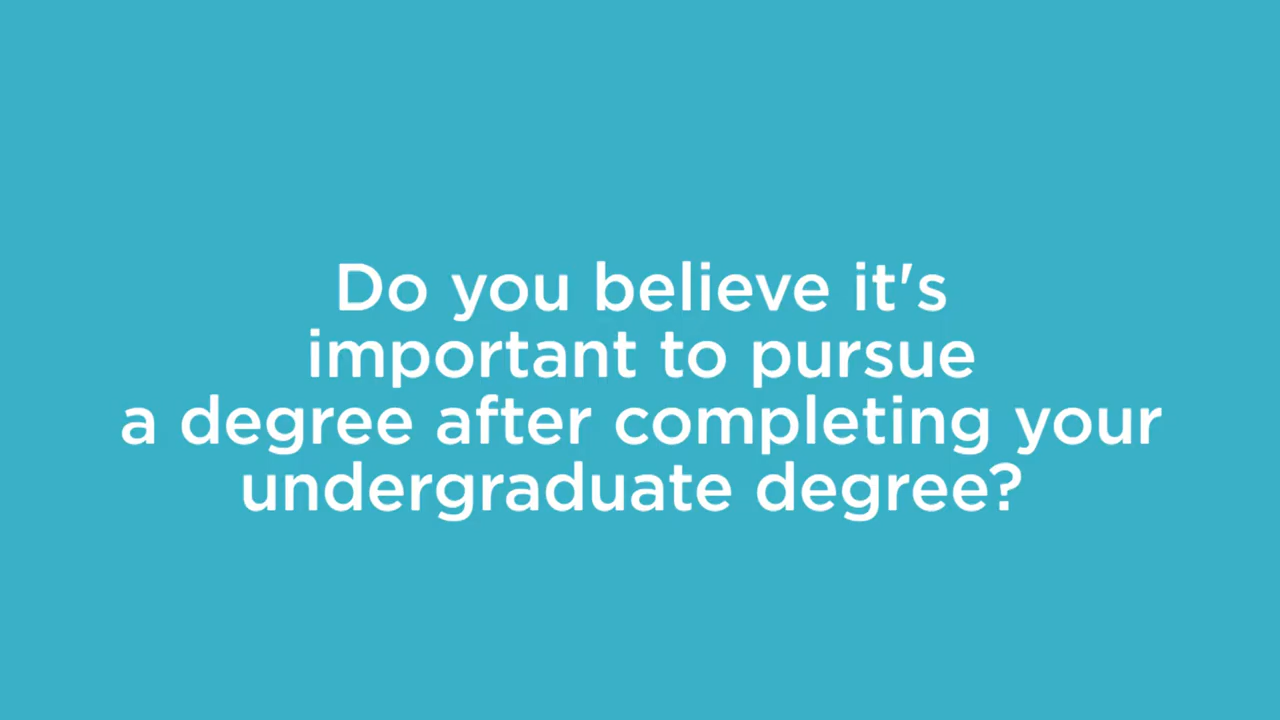 Do you believe it's
important to pursue
a degree after completing your
undergraduate degree?